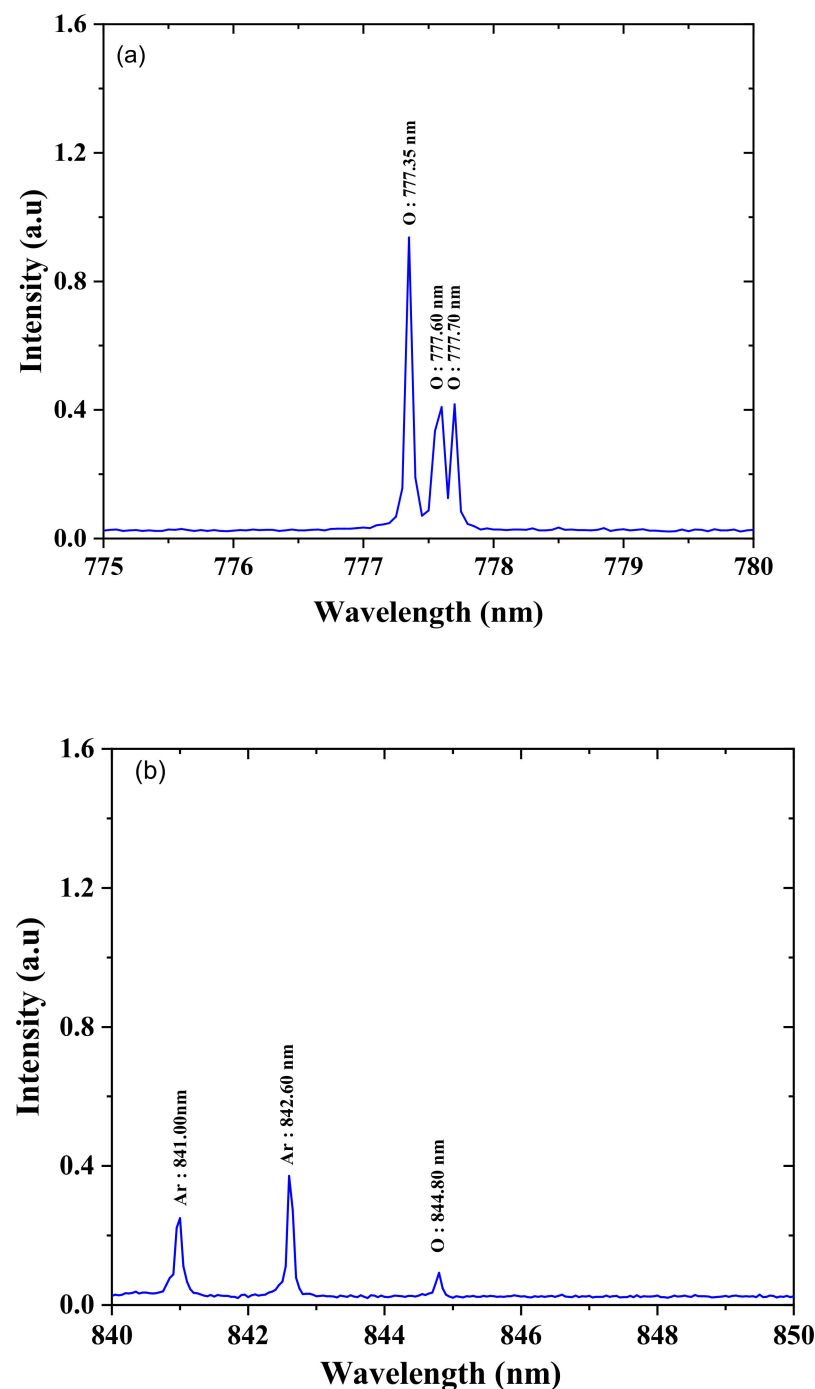 (a)
1.6
1.2
0.8
0.4
0.0
Intensity (a.u)
O : 777.35 nm
O : 777.60 nm
O : 777.70 nm
775 776 777 778 779 780
Wavelength (nm)
(b)
1.6
1.2
0.8
0.4
0.0
Intensity (a.u)
Ar : 841.00nm
Ar : 842.60 nm
O : 844.80 nm
840 842 844 846 848 850
Wavelength (nm)